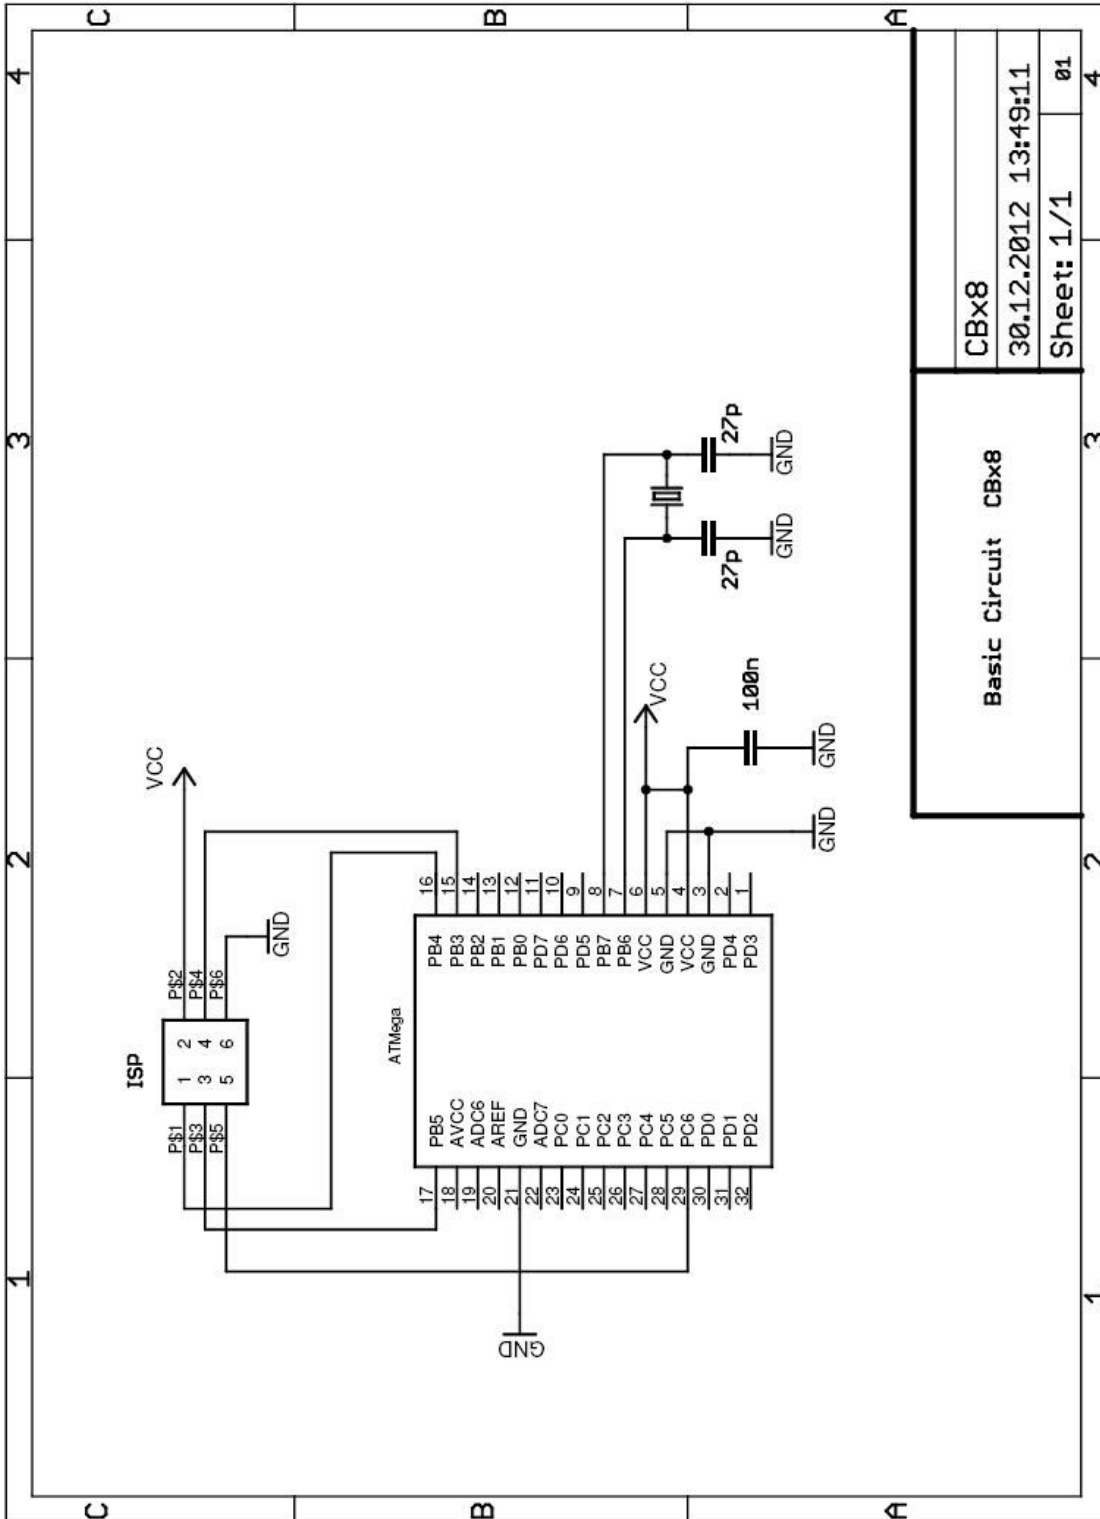 1
2
3
4
C
C
B
B
A
A
ISP
P$1
P$3
P$5
1 2
3 4
5 6
P$2
P$4
P$6
VCC
GND
ATMega
17 PB5
18 AVCC
19 ADC6
20 AREF
21 GND
22 ADC7
23 PC0
24 PC1
25 PC2
26 PC3
27 PC4
28 PC5
29 PC6
30 PD0
31 PD1
32 PD2
PB4 16
PB3 15
PB2 14
PB1 13
PB0 12
PD7 11
PD6 10
PD5 9
PB7 8
PB6 7
VCC 6
GND 5
VCC 4
GND 3
PD4 2
PD3 1
GND
VCC
100n
GND
GND
27p
27p
GND
GND
Basic Circuit CBx8
CBx8
30.12.2012 13:49:11
Sheet: 1/1
01
1
2
3
4